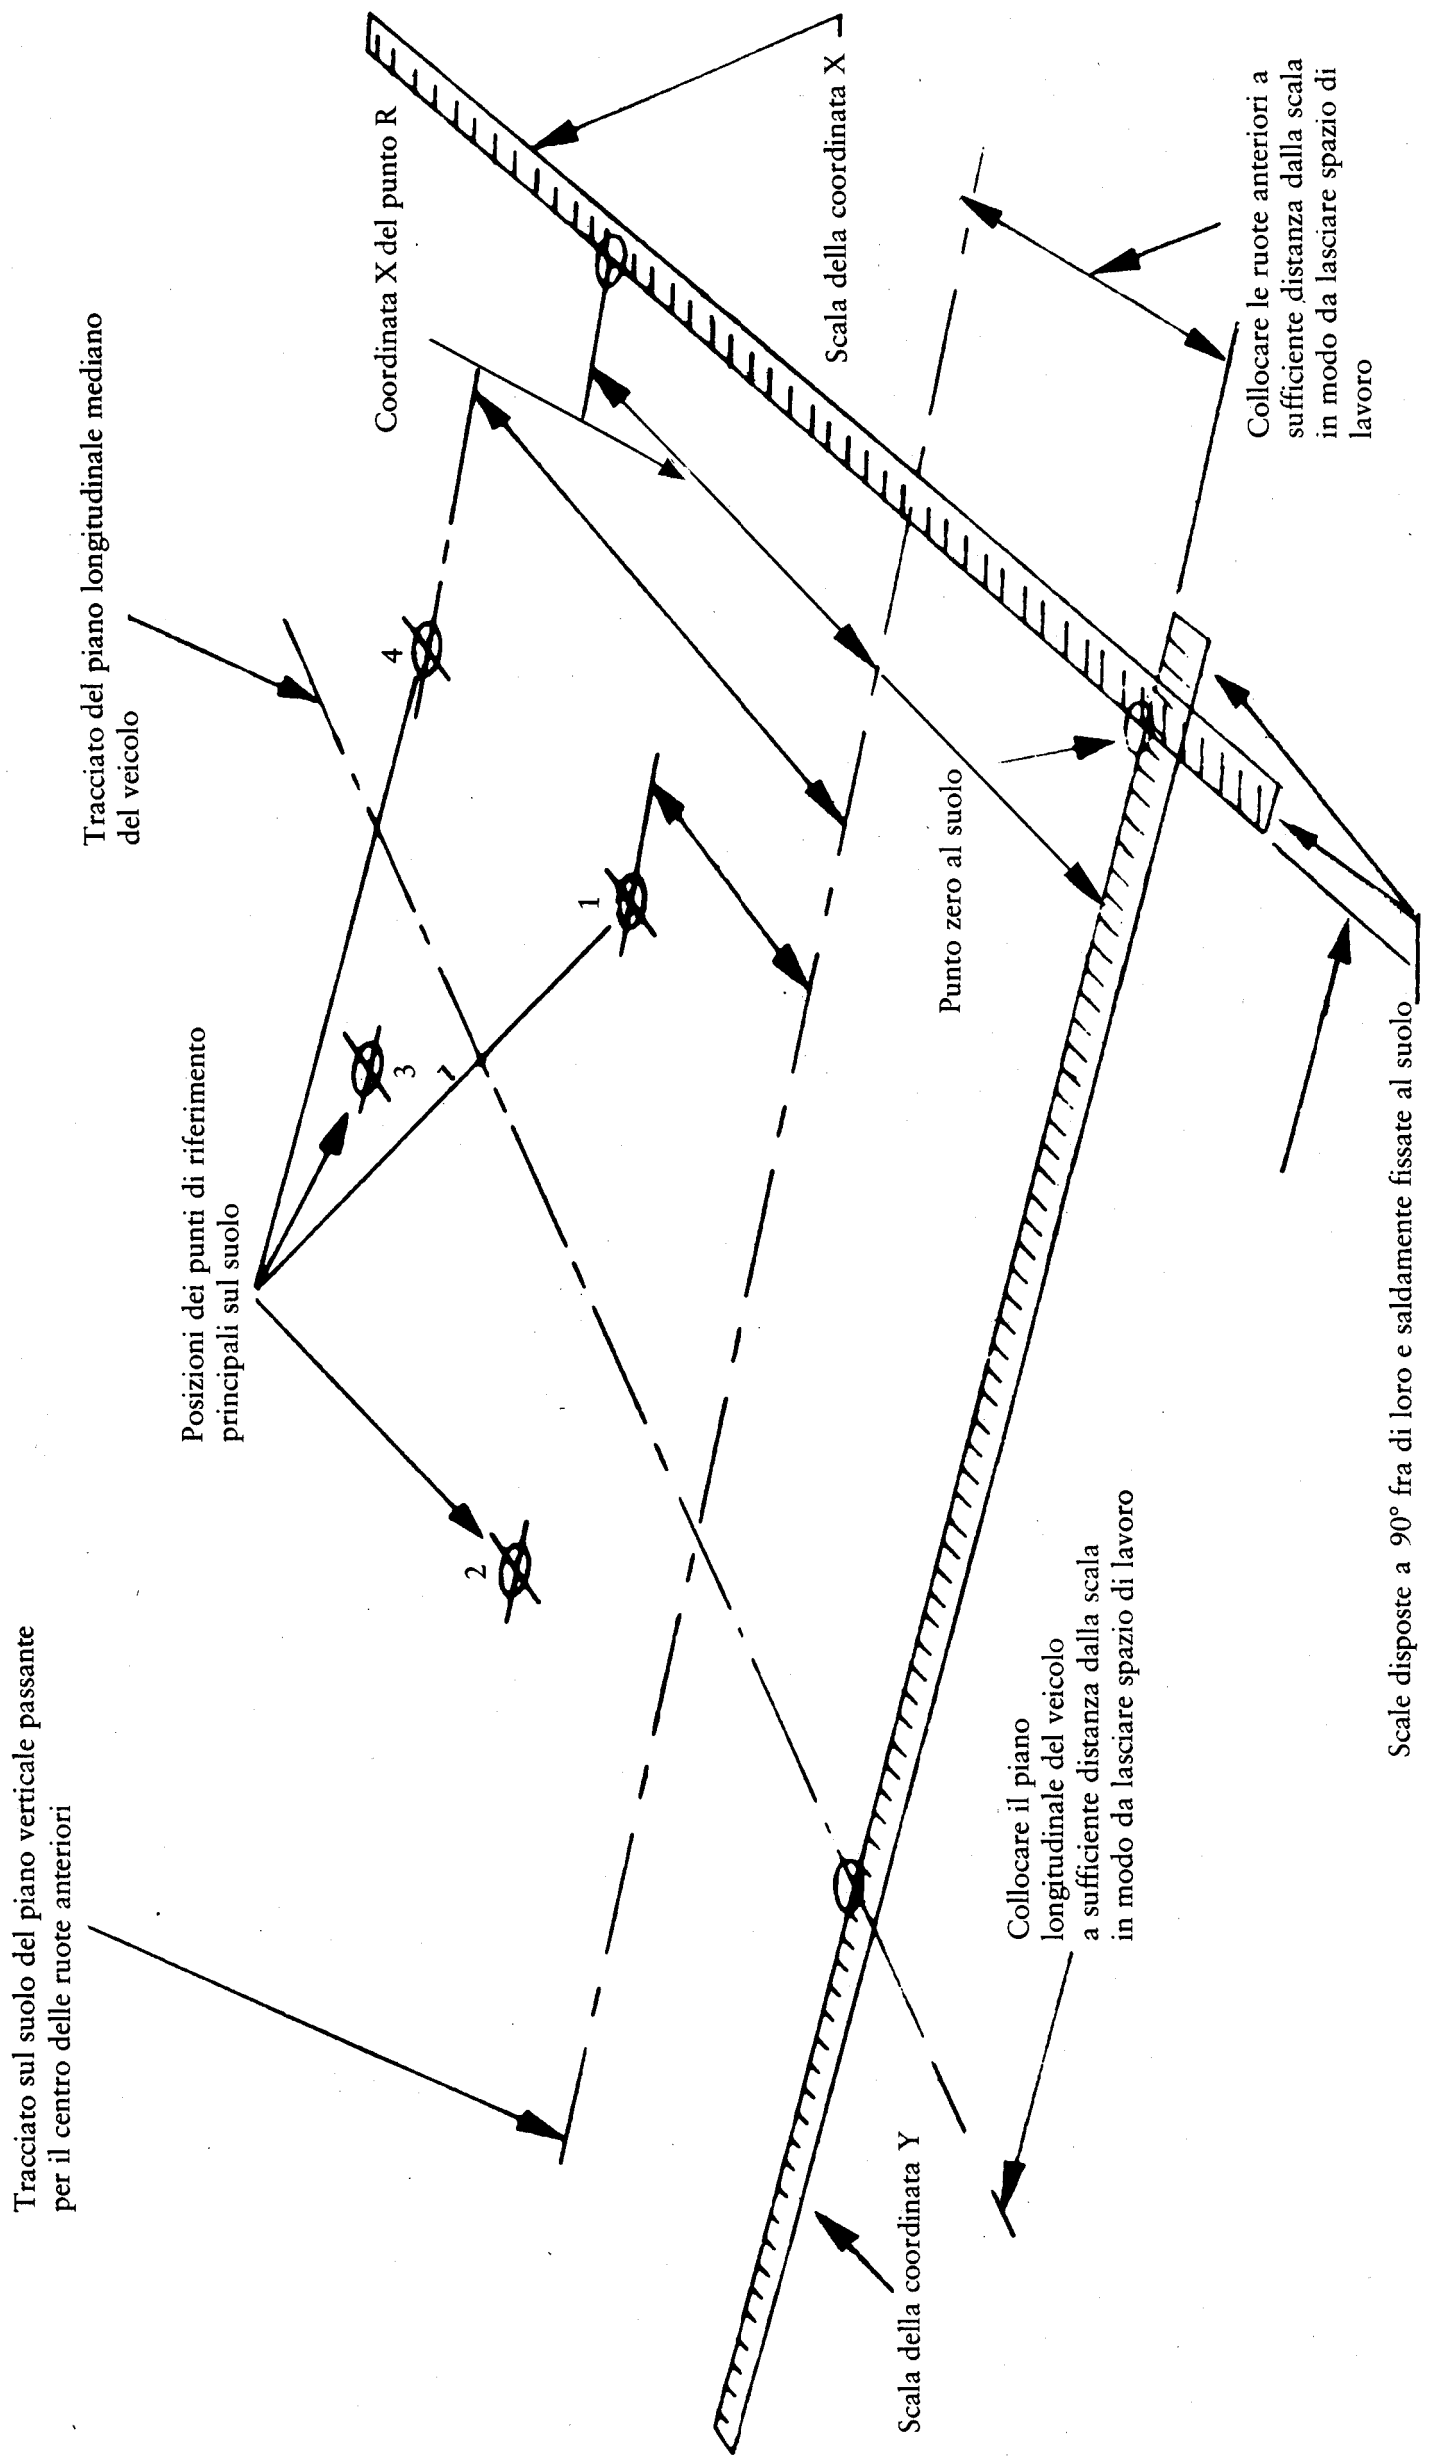 Tracciato sul suolo del piano verticale passante
per il centro delle ruote anteriori
Posizioni dei punti di riferimento
principali sul suolo
Tracciato del piano longitudinale mediano
del veicolo
Coordinata X del punto R
4
3
1
2
Scala della coordinata X
Punto zero al suolo
Collocare le ruote anteriori a
sufficiente distanza dalla scala
in modo da lasciare spazio di
lavoro
Scala della coordinata Y
Collocare il piano
longitudinale del veicolo
a sufficiente distanza dalla scala
in modo da lasciare spazio di lavoro
Scale disposte a 90° fra di loro e saldamente fissate al suolo